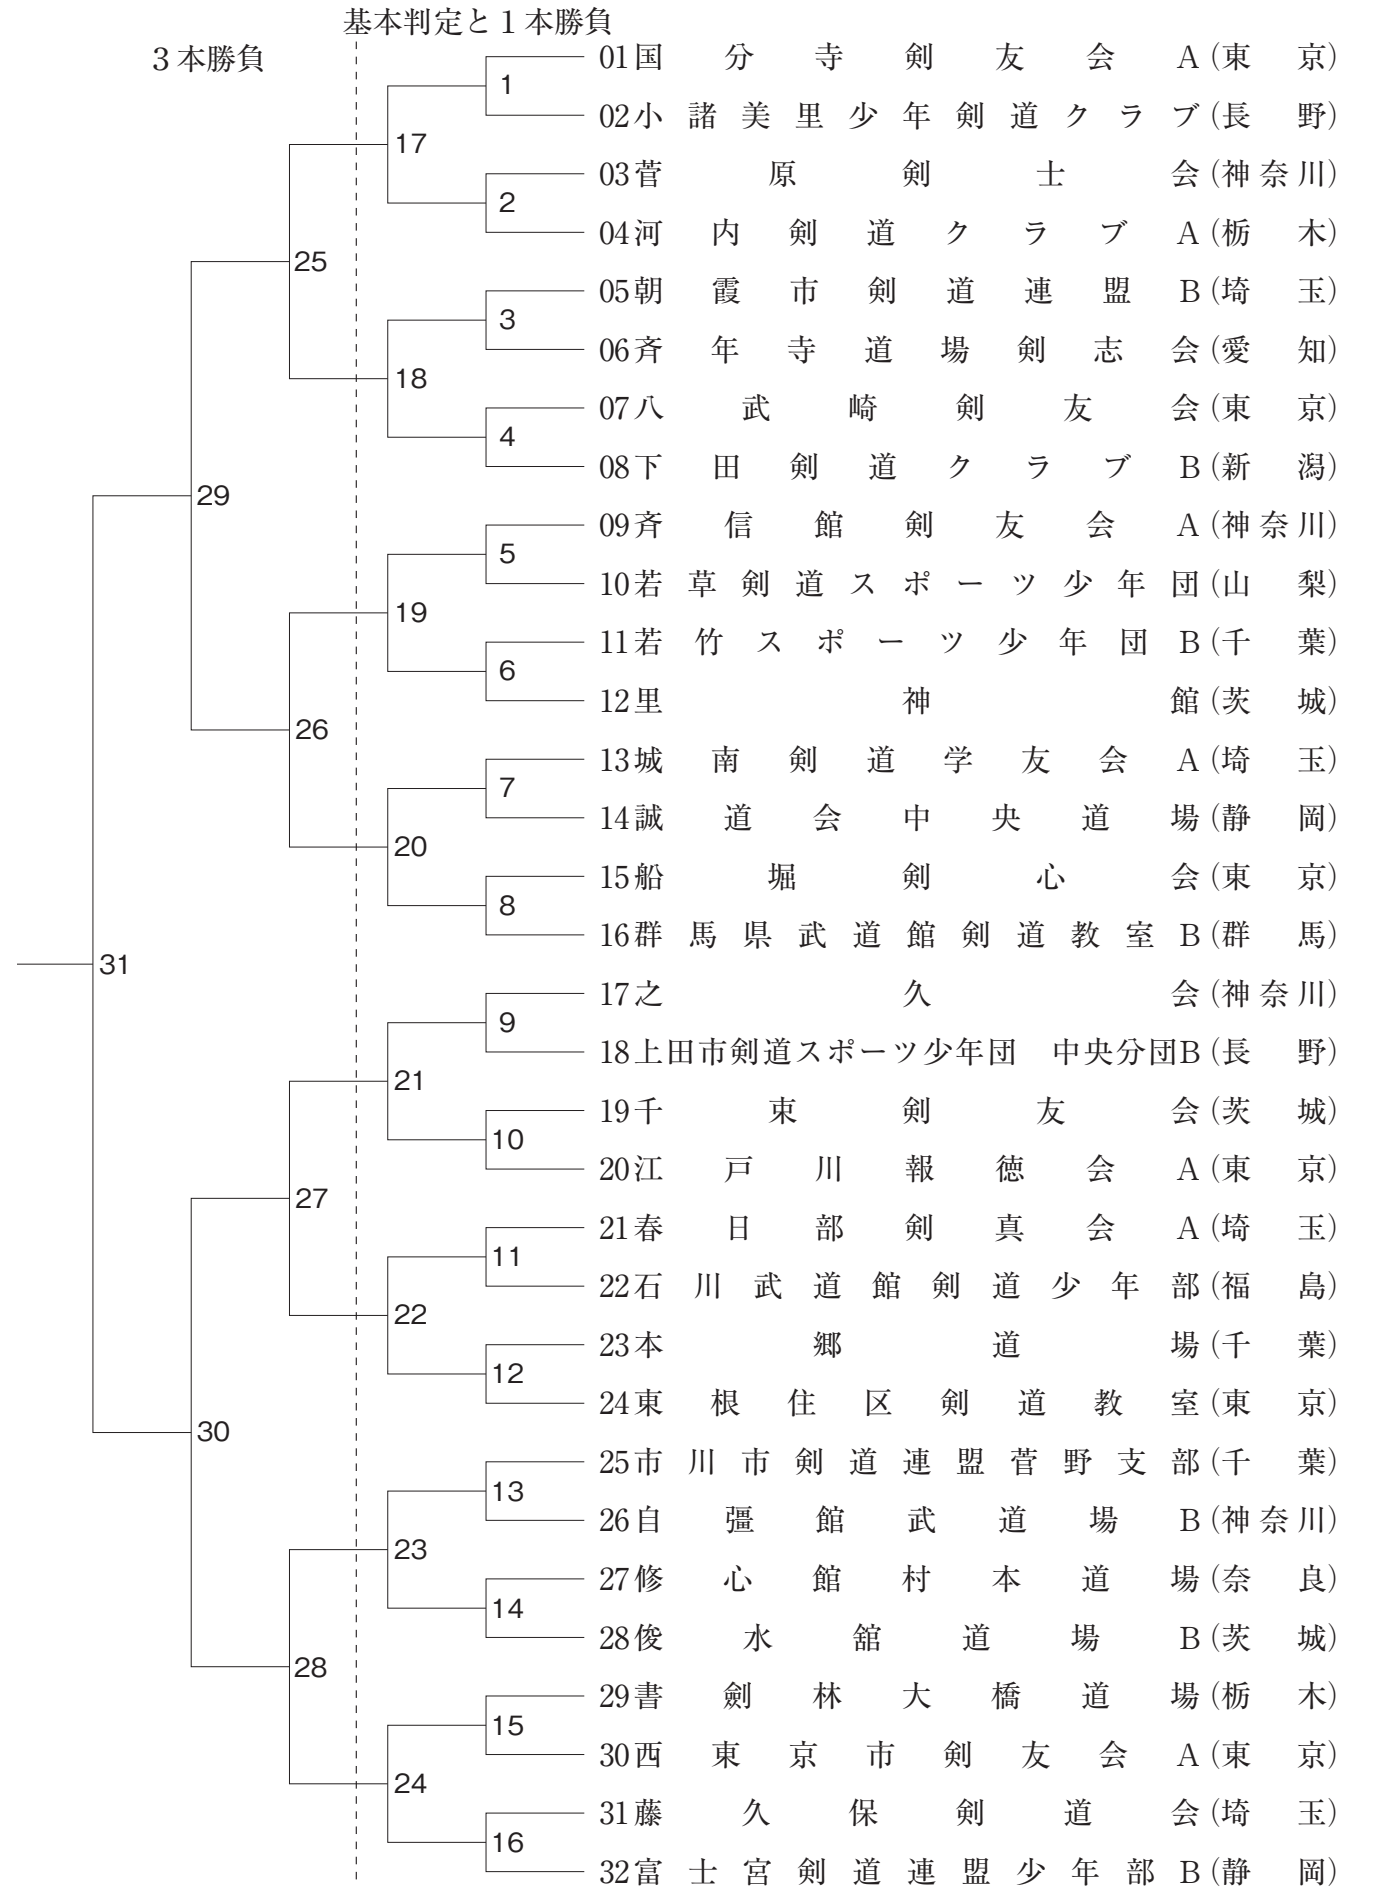 基本判定と１本勝負
３本勝負
01国分寺剣友会A(東京)
1
02小諸美里少年剣道クラブ(長野)
17
03菅原剣士会(神奈川)
2
04河内剣道クラブA(栃木)
25
05朝霞市剣道連盟B(埼玉)
3
06斉年寺道場剣志会(愛知)
18
07八武崎剣友会(東京)
4
08下田剣道クラブB(新潟)
29
09斉信館剣友会A(神奈川)
5
10若草剣道スポーツ少年団(山梨)
19
11若竹スポーツ少年団B(千葉)
6
12里神館(茨城)
26
13城南剣道学友会A(埼玉)
7
14誠道会中央道場(静岡)
20
15船堀剣心会(東京)
8
16群馬県武道館剣道教室B(群馬)
31
17之久会(神奈川)
9
18上田市剣道スポーツ少年団　中央分団B(長野)
21
19千束剣友会(茨城)
10
20江戸川報徳会A(東京)
27
21春日部剣真会A(埼玉)
11
22石川武道館剣道少年部(福島)
22
23本郷道場(千葉)
12
24東根住区剣道教室(東京)
30
25市川市剣道連盟菅野支部(千葉)
13
26自彊館武道場B(神奈川)
23
27修心館村本道場(奈良)
14
28俊水舘道場B(茨城)
28
29書劍林大橋道場(栃木)
15
30西東京市剣友会A(東京)
24
31藤久保剣道会(埼玉)
16
32富士宮剣道連盟少年部B(静岡)